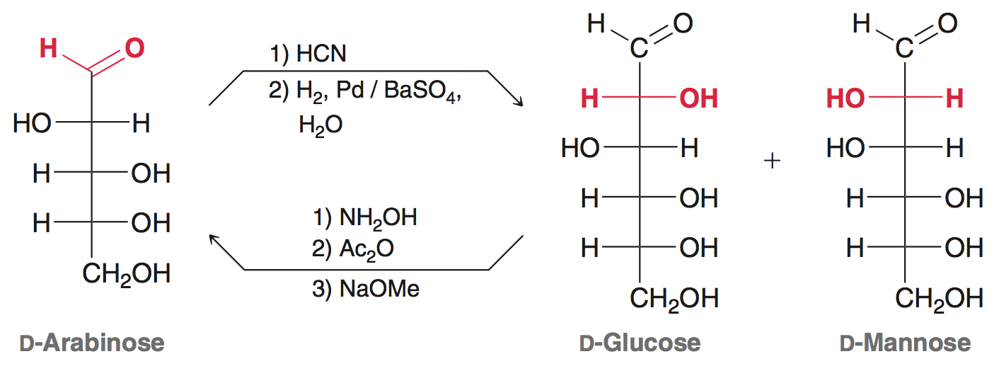 H O
HO H
H OH
H OH
CH2OH
D-Arabinose
1) HCN
2) H2, Pd / BaSO4,
H2O
1) NH2OH
2) Ac2O
3) NaOMe
H O
C
H OH
HO H
H OH
H OH
CH2OH
D-Glucose
+
H O
C
HO H
HO H
H OH
H OH
CH2OH
D-Mannose